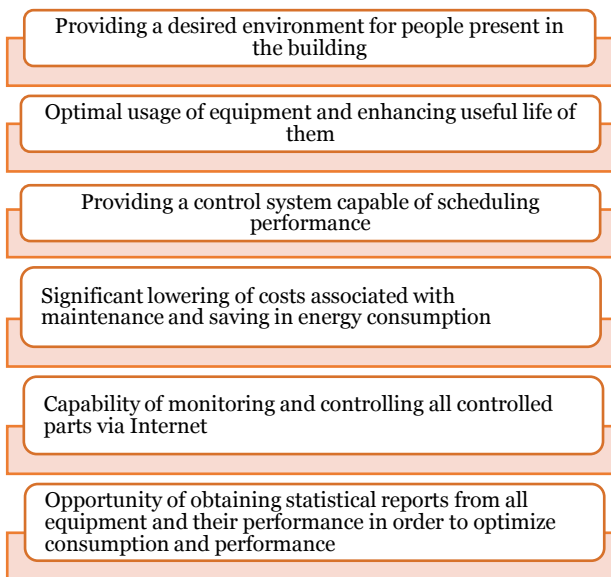 Providing a desired environment for people present in
the building
Optimal usage of equipment and enhancing useful life of
them
Providing a control system capable of scheduling
performance
Significant lowering of costs associated with
maintenance and saving in energy consumption
Capability of monitoring and controlling all controlled
parts via Internet
Opportunity of obtaining statistical reports from all
equipment and their performance in order to optimize
consumption and performance